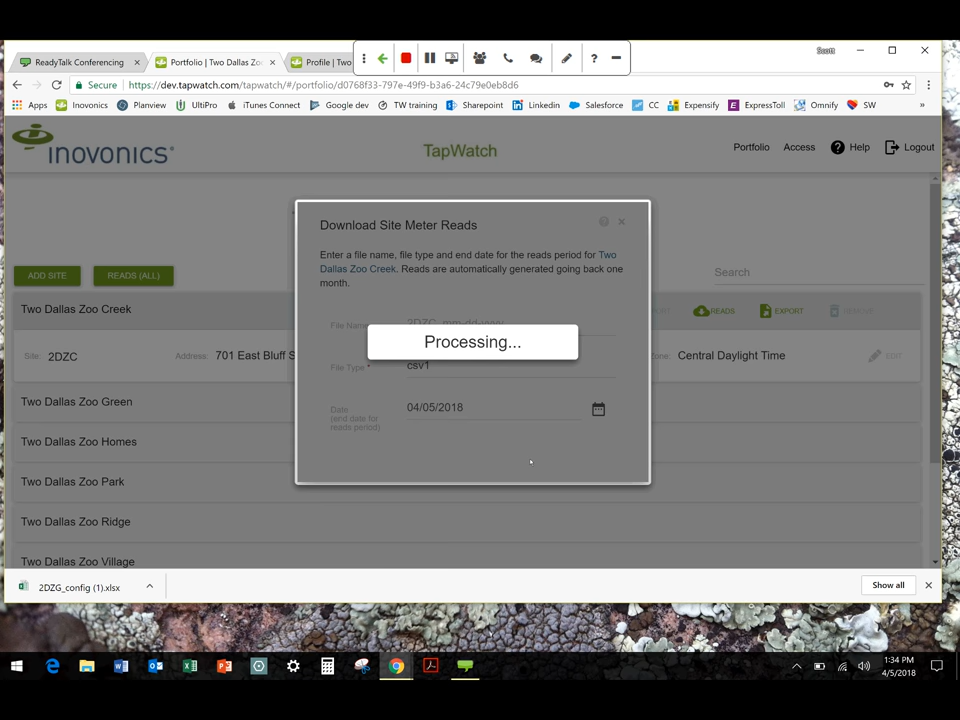 Scott
ReadyTalk Conferencing
Portfolio | Two Dallas Zo
Profile | Two
Secure
https://dev.tapwatch.com/tapwatch/#/portfolio/d0768f33-797e-49f9-b3a6-24c79e0eb8d6
Apps Inovonics Planview UltiPro iTunes Connect Google dev TW training Sharepoint Linkedin Salesforce CC Expensify ExpressToll Omnify SW »
inovonics
TapWatch
Portfolio Access Help Logout
Download Site Meter Reads
Enter a file name, file type and end date for the reads period for Two
Dallas Zoo Creek. Reads are automatically generated going back one
month.
ADD SITE READS (ALL) Search
Two Dallas Zoo Creek READS EXPORT REMOVE
File Name 2DZC_mm-dd-yyyy
Processing...
Site: 2DZC Address: 701 East Bluff S Zone: Central Daylight Time EDIT
File Type * csv1
Two Dallas Zoo Green
Date 04/05/2018
(end date for
reads period)
Two Dallas Zoo Homes
Two Dallas Zoo Park
Two Dallas Zoo Ridge
Two Dallas Zoo Village
2DZG_config (1).xlsx Show all
1:34 PM
4/5/2018